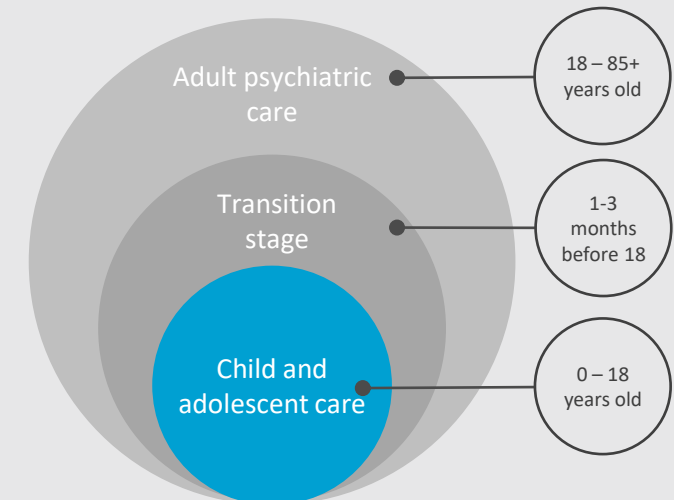 Adult psychiatric
care
18 – 85+
years old
Transition
stage
1-3
months
before 18
Child and
adolescent care
0 – 18
years old